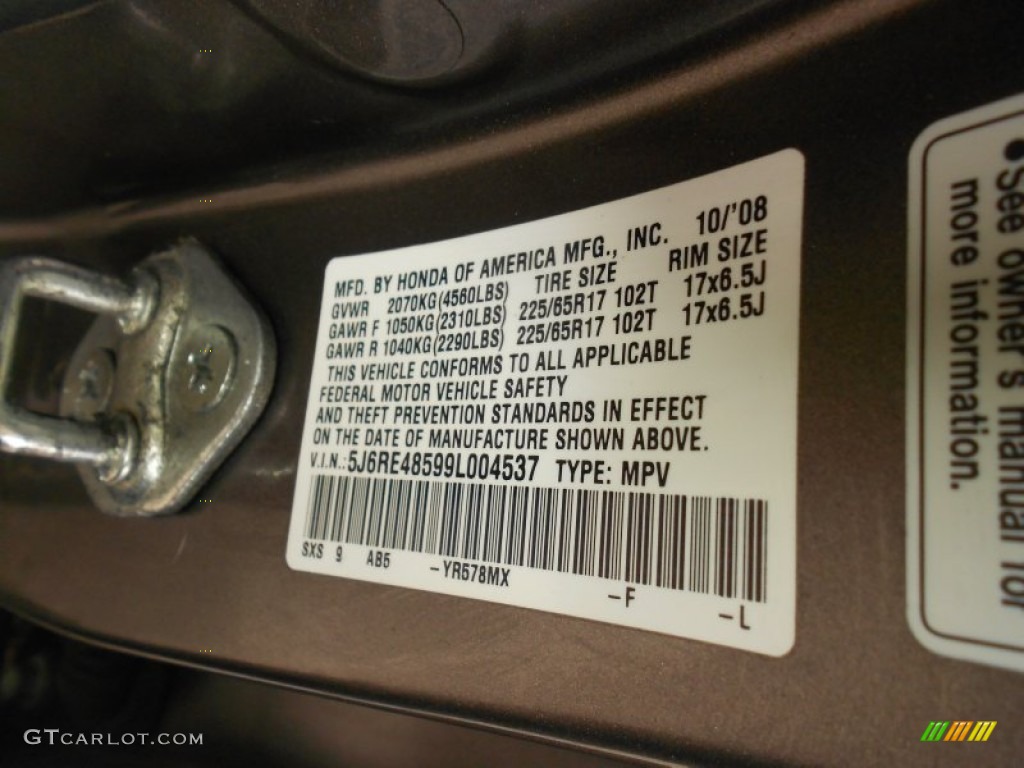 MFD. BY HONDA OF AMERICA MFG., INC. 10/'08
GVWR 2070KG(4560LBS) TIRE SIZE RIM SIZE
GAWR F 1050KG(2310LBS) 225/65R17 102T 17x6.5J
GAWR R 1040KG(2290LBS) 225/65R17 102T 17x6.5J
THIS VEHICLE CONFORMS TO ALL APPLICABLE
FEDERAL MOTOR VEHICLE SAFETY
AND THEFT PREVENTION STANDARDS IN EFFECT
ON THE DATE OF MANUFACTURE SHOWN ABOVE.
V.I.N.: 5J6RE48599L004537 TYPE: MPV
SXS 9 AB5 -YR578MX -F -L
•See owner's manual for
more information.
GTCARLOT.COM